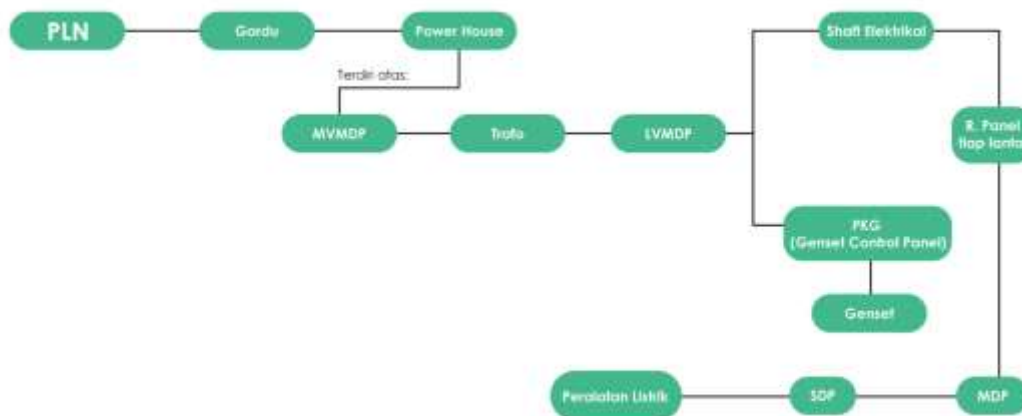 PLN
Gardu
Power House
Shaft Elektrikal
Terdiri atas:
MVMDP
Trafo
LVMDP
R. Panel
tiap lantai
PKG
(Genset Control Panel)
Genset
Peralatan Listrik
SDP
MDP